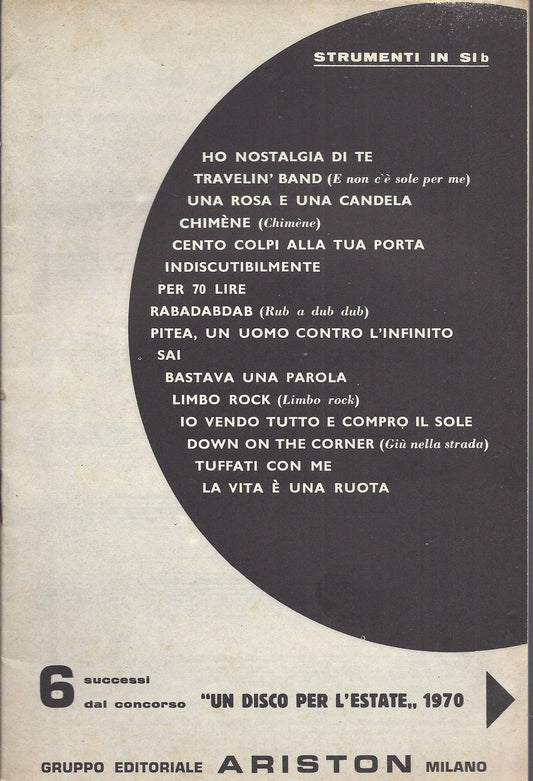 STRUMENTI IN SI b
HO NOSTALGIA DI TE
TRAVELIN' BAND (E non c'è sole per me)
UNA ROSA E UNA CANDELA
CHIMÈNE (Chimène)
CENTO COLPI ALLA TUA PORTA
INDISCUTIBILMENTE
PER 70 LIRE
RABADABDAB (Rub a dub dub)
PITEA, UN UOMO CONTRO L'INFINITO
SAI
BASTAVA UNA PAROLA
LIMBO ROCK (Limbo rock)
IO VENDO TUTTO E COMPRO IL SOLE
DOWN ON THE CORNER (Giù nella strada)
TUFFATI CON ME
LA VITA È UNA RUOTA
6 successi
dal concorso "UN DISCO PER L'ESTATE„ 1970
GRUPPO EDITORIALE ARISTON MILANO